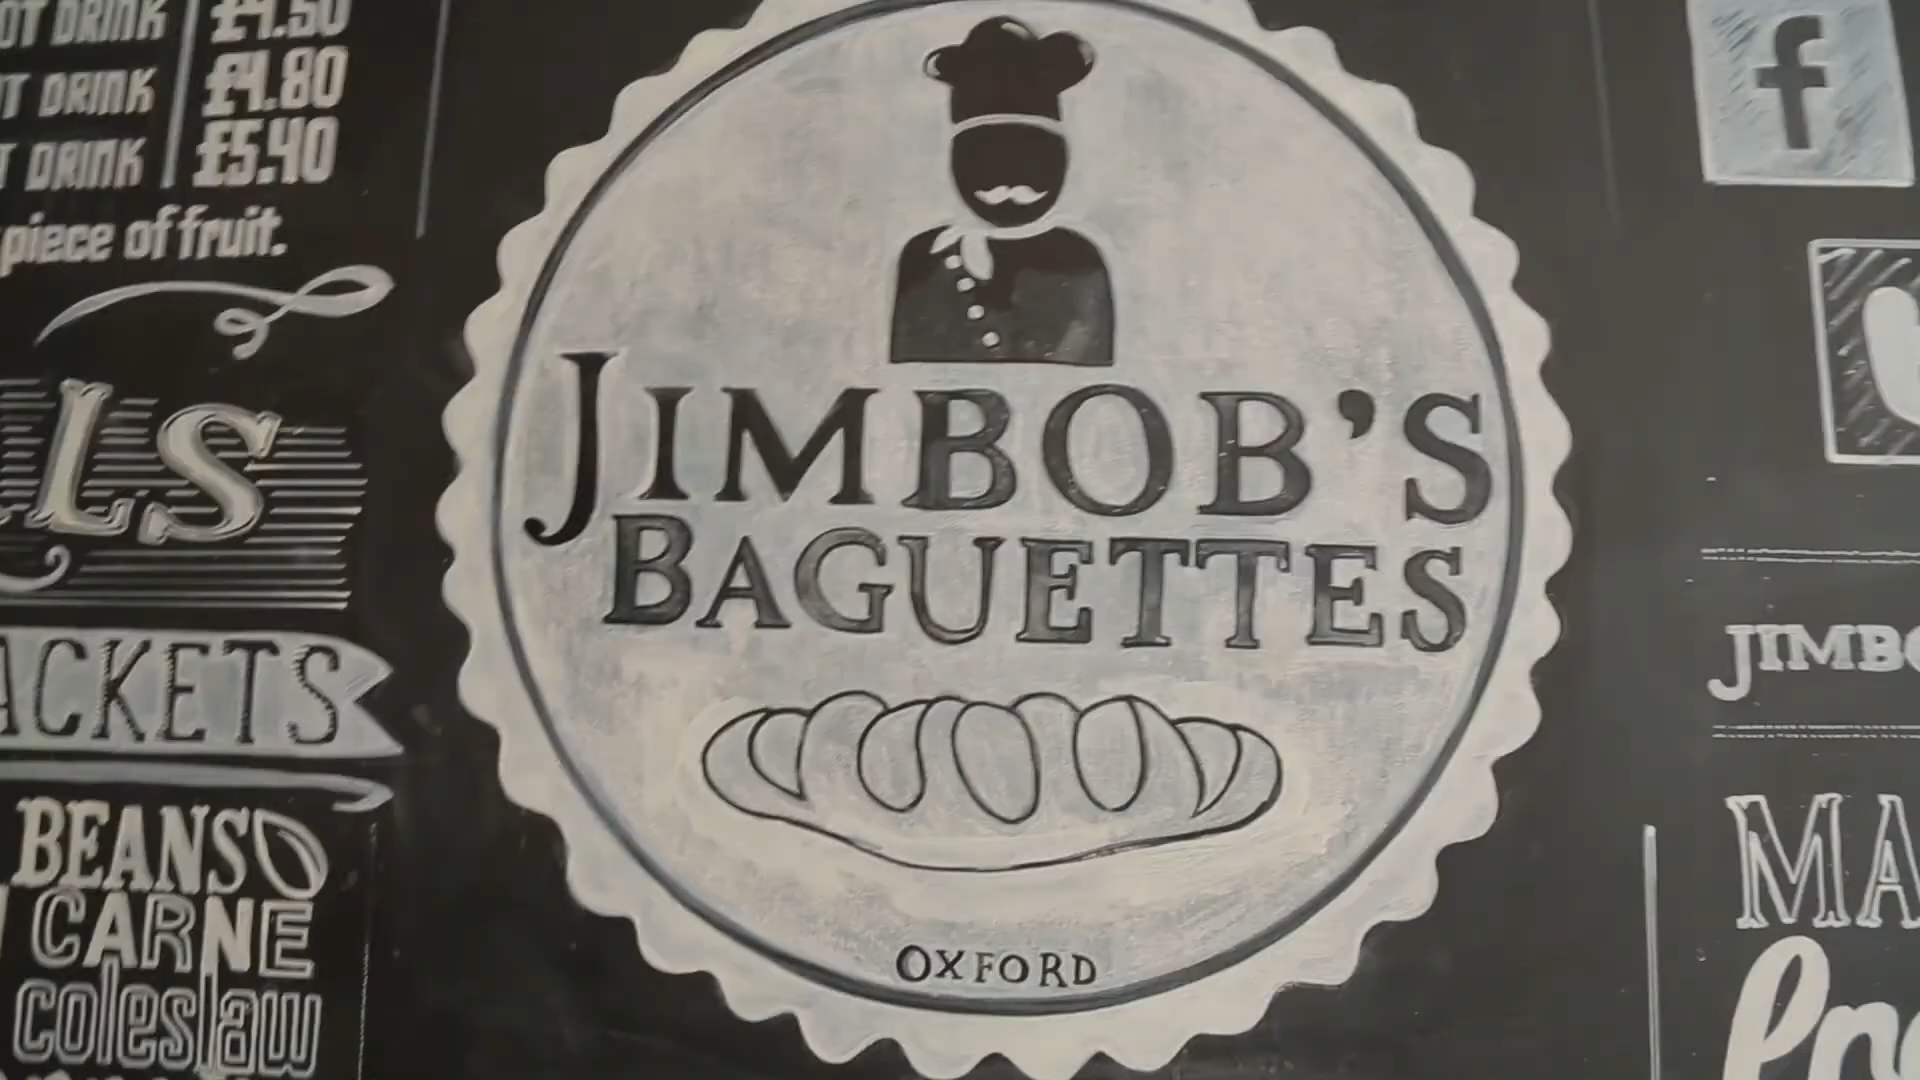 DRINK £4.50
DRINK £4.80
DRINK £5.40
piece of fruit.
LS
ACKETS
BEANS
CARNE
coleslaw
JIMBOB'S
BAGUETTES
OXFORD
f
JIMBO
MA